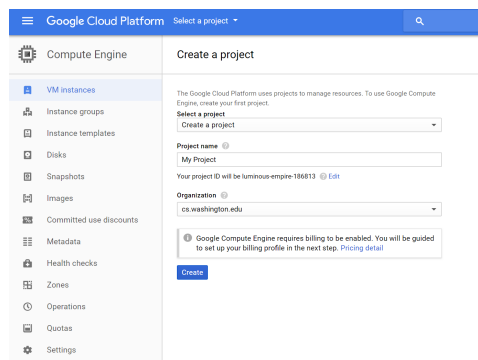 Google Cloud Platform Select a project
Compute Engine
Create a project
VM instances
Instance groups
Instance templates
Disks
Snapshots
Images
Committed use discounts
Metadata
Health checks
Zones
Operations
Quotas
Settings
The Google Cloud Platform uses projects to manage resources. To use Google Compute
Engine, create your first project.
Select a project
Create a project
Project name
My Project
Your project ID will be luminous-empire-186813 Edit
Organization
cs.washington.edu
Google Compute Engine requires billing to be enabled. You will be guided
to set up your billing profile in the next step. Pricing detail
Create